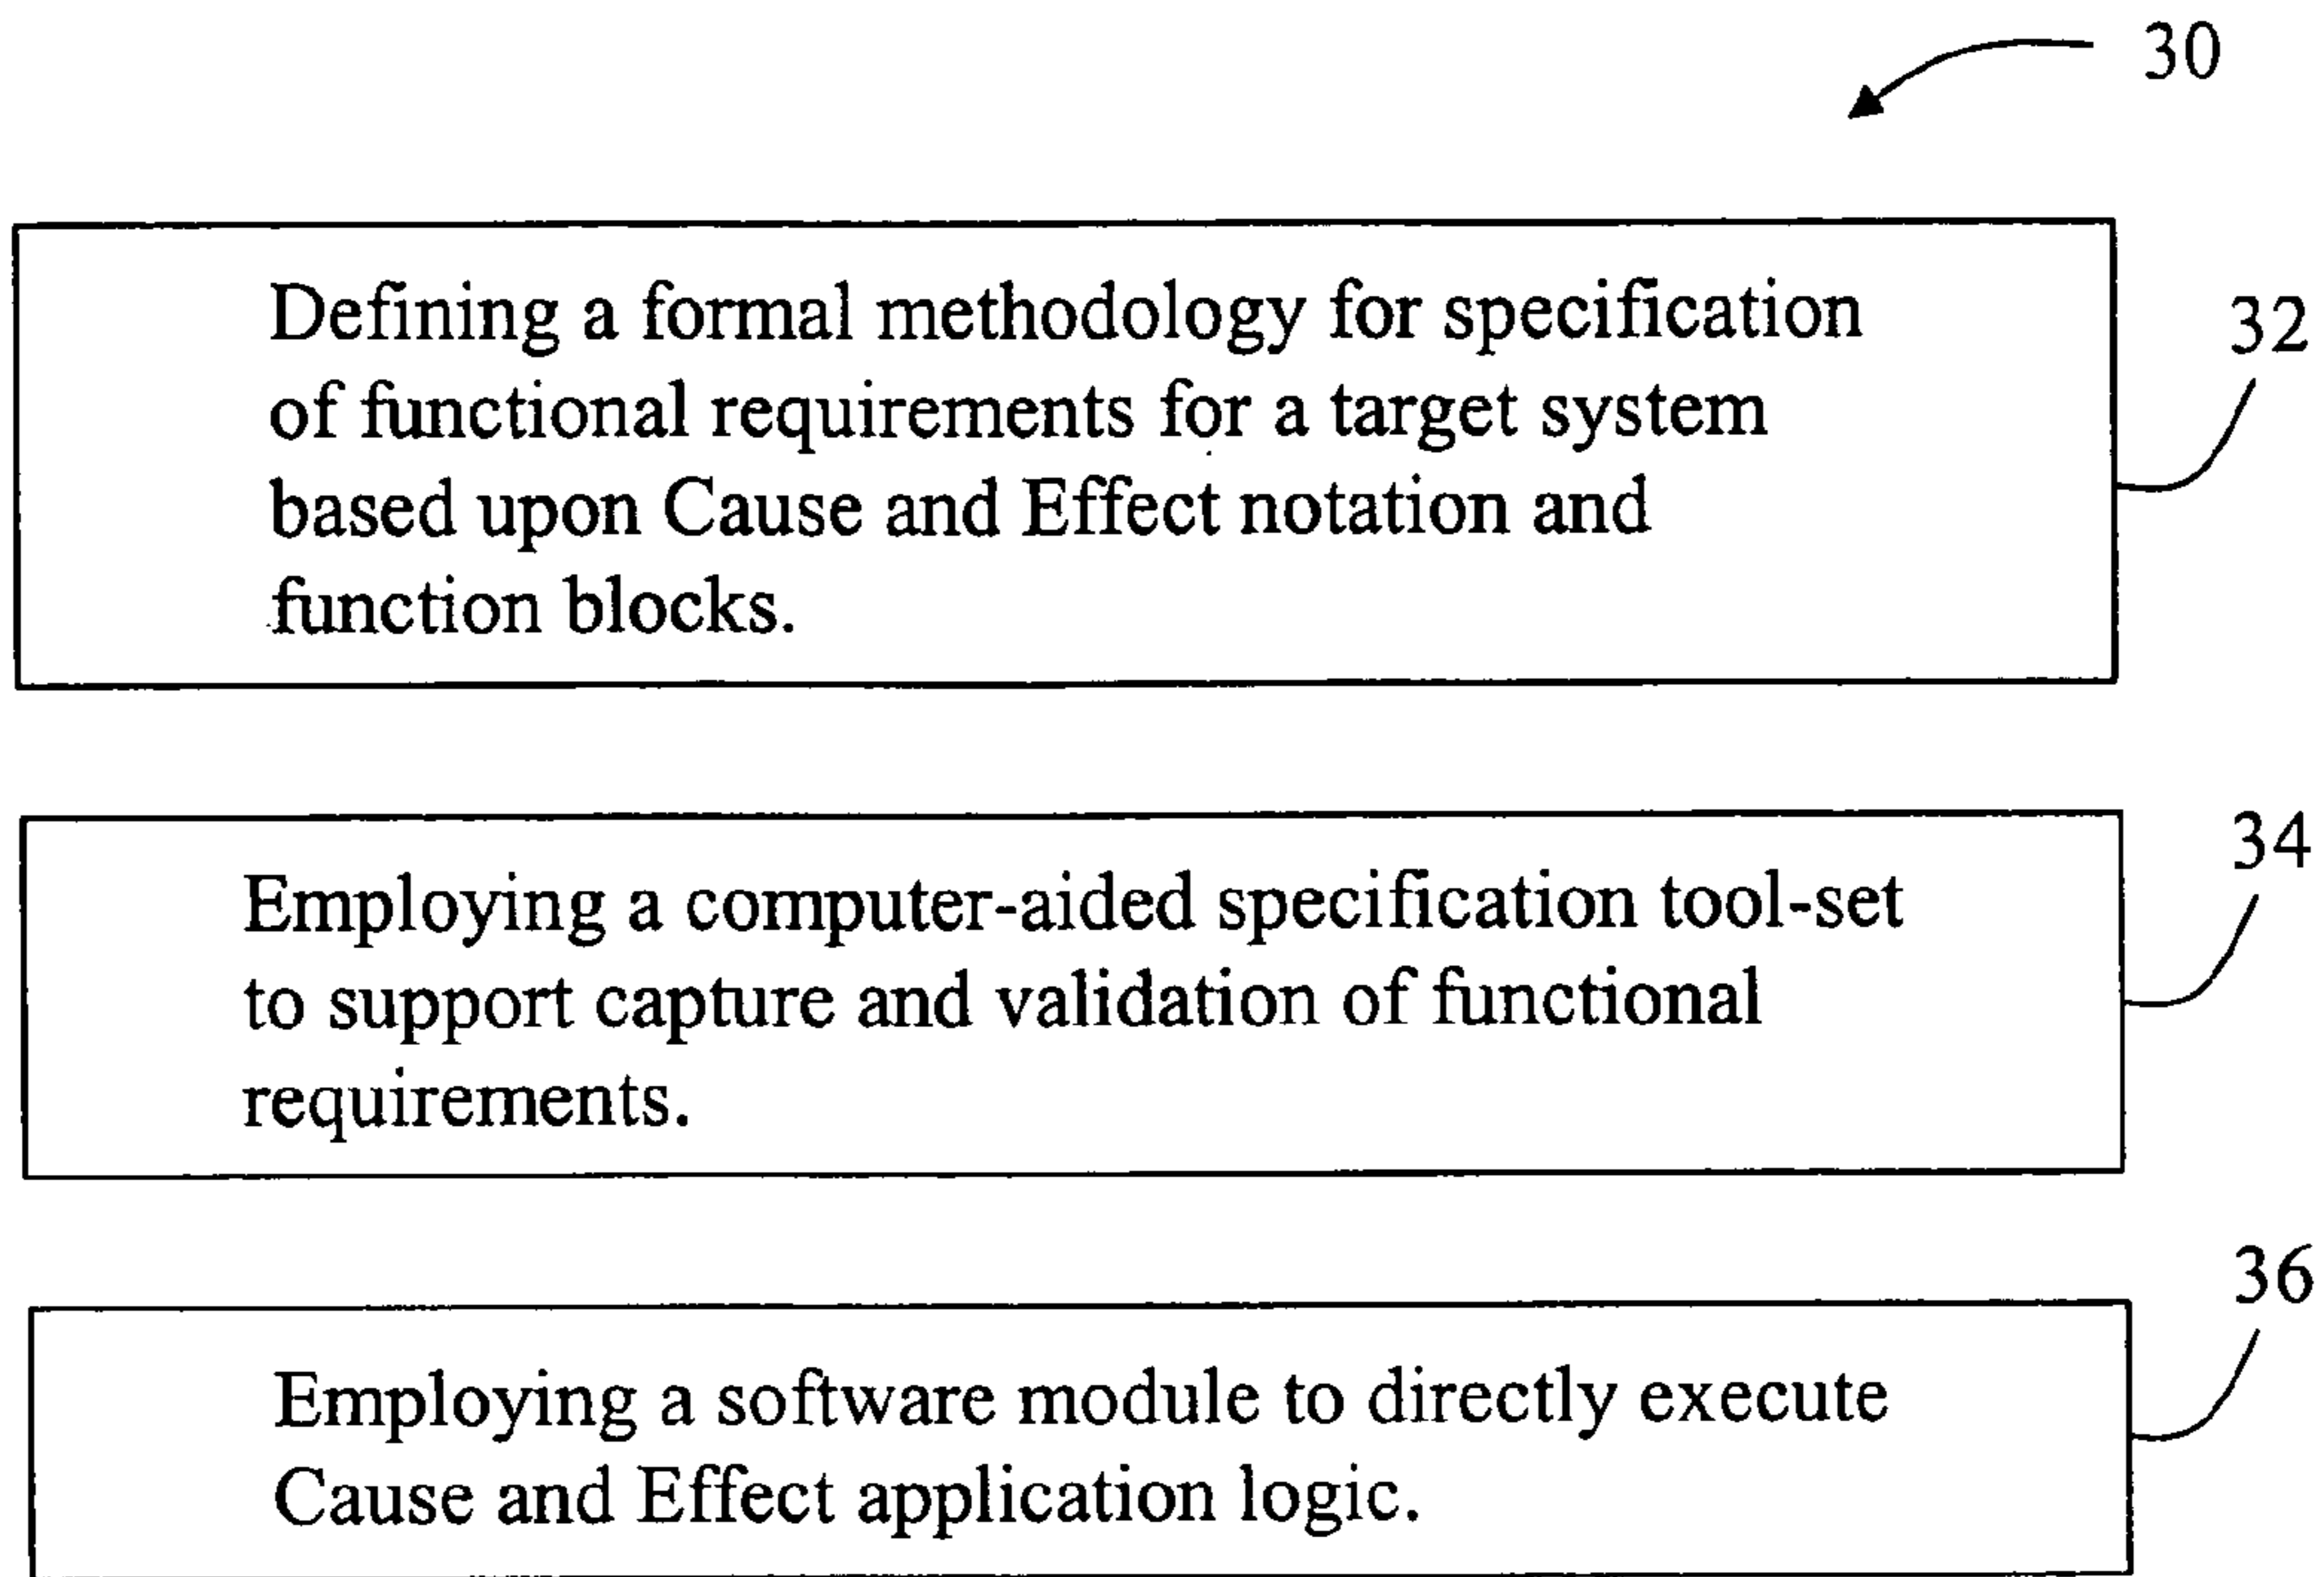 30
Defining a formal methodology for specification
32
of functional requirements for a target system
based upon Cause and Effect notation and
function blocks.
34
Employing a computer-aided specification tool-set
to support capture and validation of functional
requirements.
36
Employing a software module to directly execute
Cause and Effect application logic.